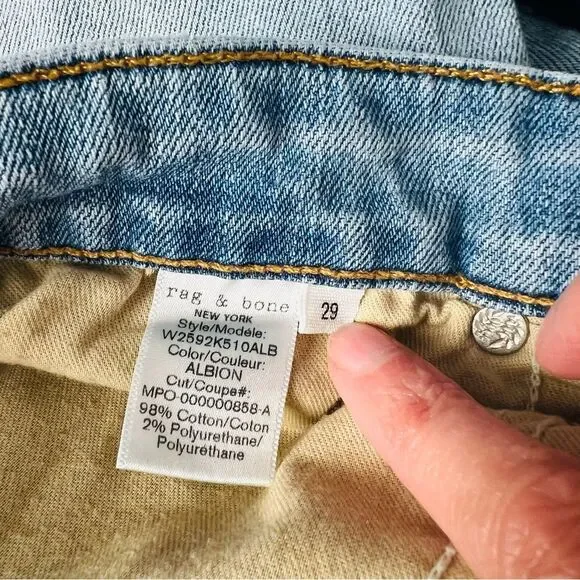 rag & bone
NEW YORK
Style/Modéle:
W2592K510ALB
Color/Couleur:
ALBION
Cut/Coupe#:
MPO-000000858-A
98% Cotton/Coton
2% Polyurethane/
Polyuréthane
29